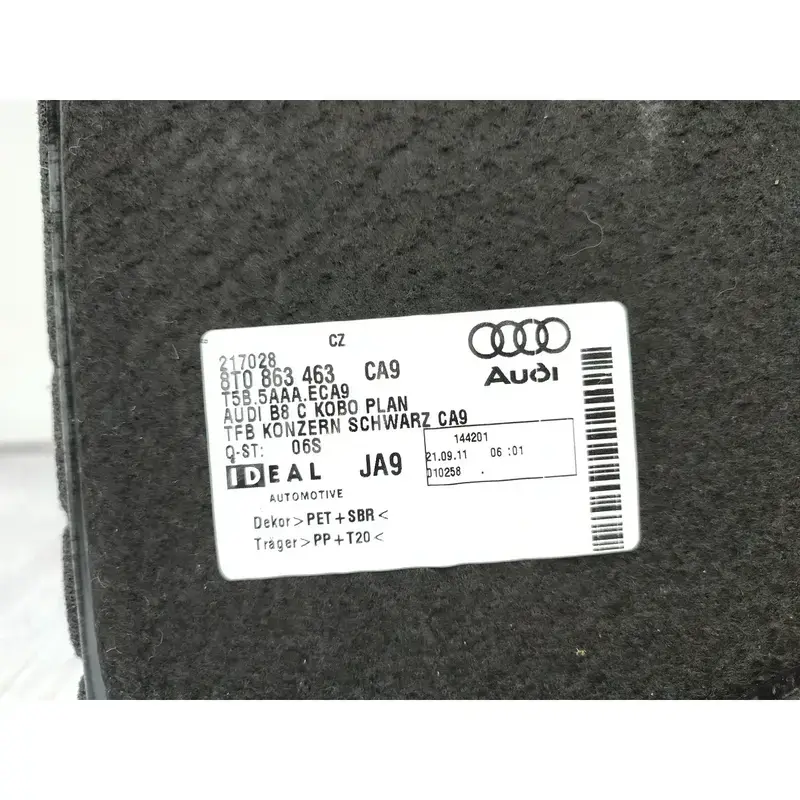 CZ
217028
8T0 863 463 CA9
T5B.5AAA.ECA9
AUDI B8 C KOBO PLAN
TFB KONZERN SCHWARZ CA9
Q-ST: 06S
IDEAL
AUTOMOTIVE
JA9
Audi
144201
21.09.11 06:01
010258
Dekor>PET+SBR<
Träger>PP+T20<